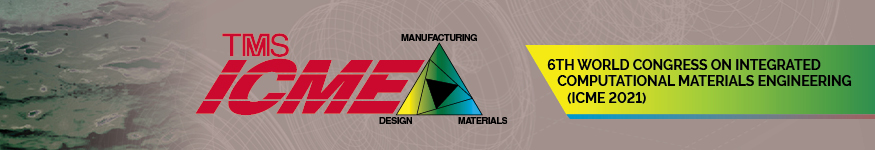 TMS
ICME
MANUFACTURING
DESIGN
MATERIALS
6TH WORLD CONGRESS ON INTEGRATED
COMPUTATIONAL MATERIALS ENGINEERING
(ICME 2021)